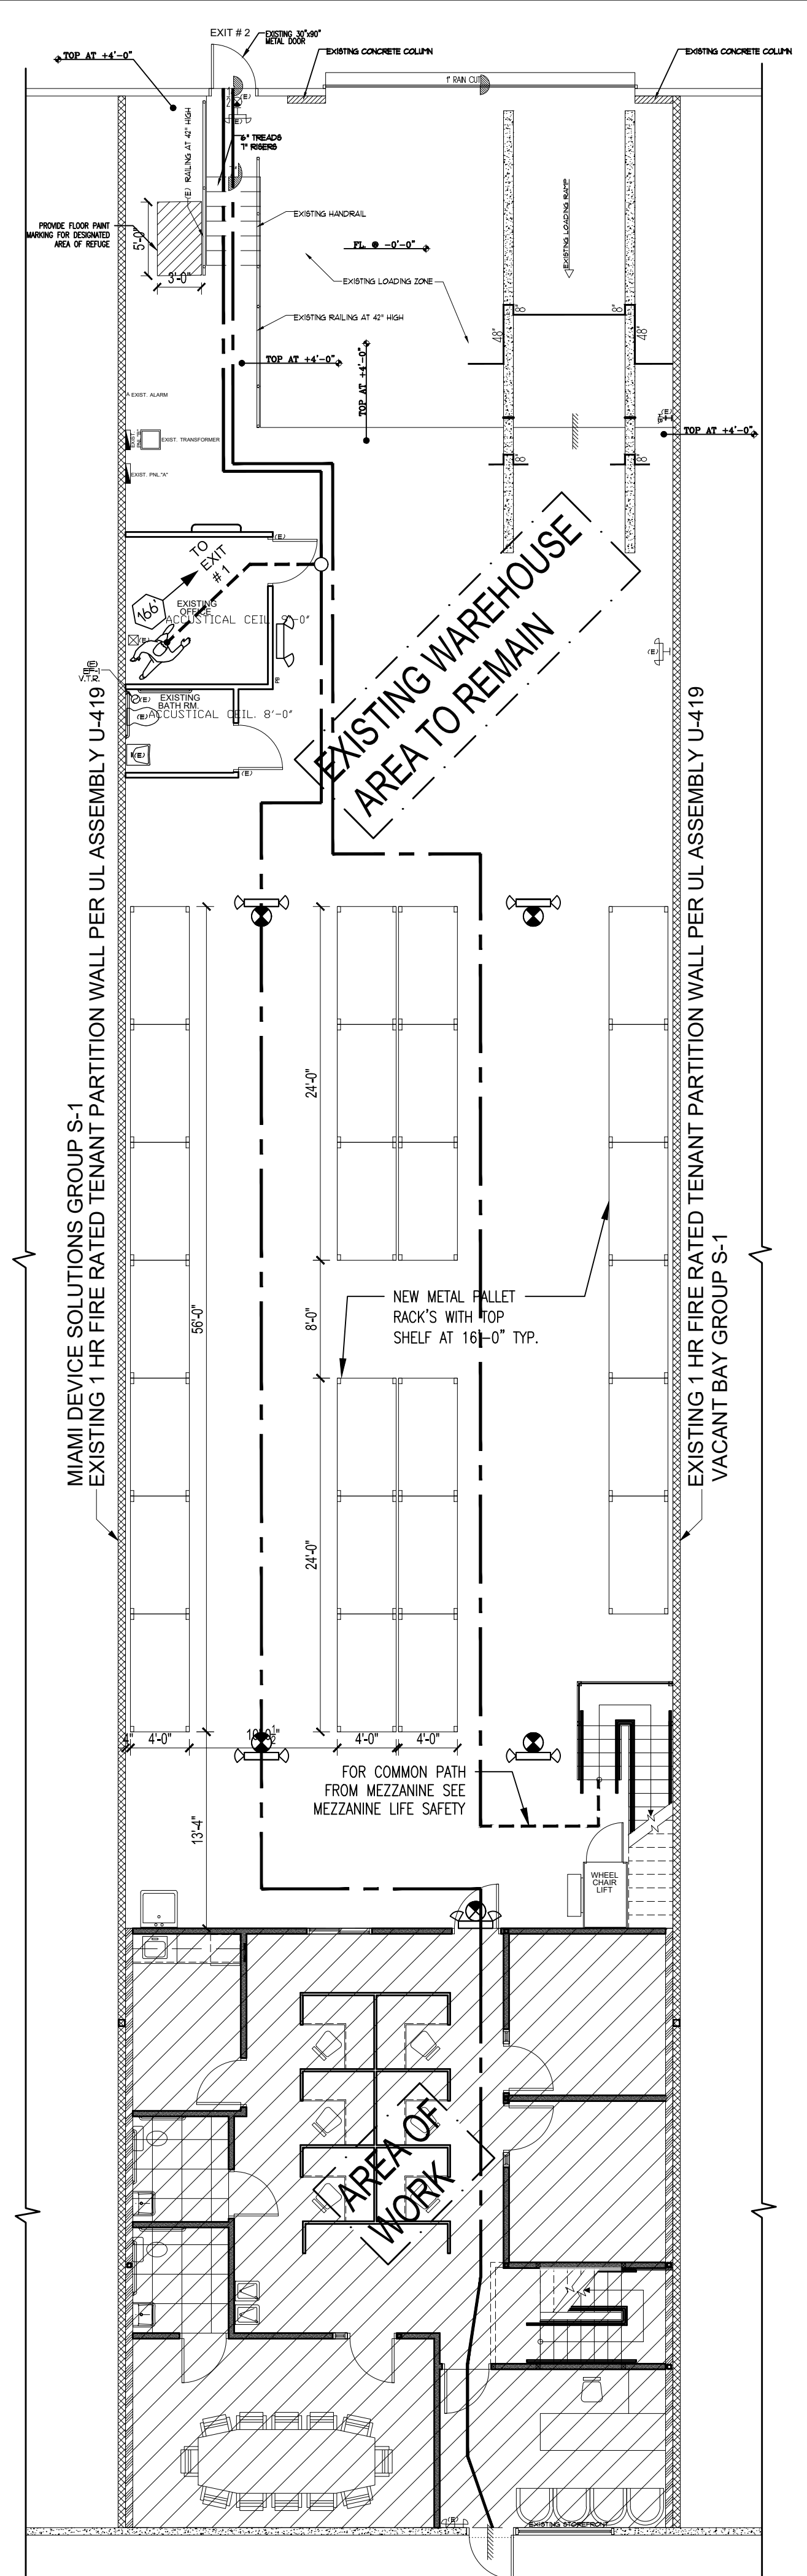 EXIT # 2
EXISTING 30"x90"
METAL DOOR
EXISTING CONCRETE COLUMN
EXISTING CONCRETE COLUMN
TOP AT +4'-0"
1" RAIN CUT
(E)
(E)
(E) RAILING AT 42" HIGH
6" TREADS
7" RISERS
PROVIDE FLOOR PAINT
MARKING FOR DESIGNATED
AREA OF REFUGE
5'-0"
3'-0"
EXISTING HANDRAIL
FL. @ -0'-0"
EXISTING LOADING RAMP
EXISTING LOADING ZONE
EXISTING RAILING AT 42" HIGH
8"
8"
48"
48"
TOP AT +4'-0"
TOP AT +4'-0"
A EXIST. ALARM
(E)
TOP AT +4'-0"
EXIST. TRANSFORMER
EXIST. PNL."A"
8"
8"
(E)
TO
EXIT
#1
166'
EXISTING
OFFICE
ACCUSTICAL CEIL. 9'-0"
(E)
(E)
V.T.R.
EXISTING
BATH RM.
(E)
ACCUSTICAL CEIL. 8'-0"
(E)
(E)
(E)
EXISTING WAREHOUSE
AREA TO REMAIN
MIAMI DEVICE SOLUTIONS GROUP S-1
EXISTING 1 HR FIRE RATED TENANT PARTITION WALL PER UL ASSEMBLY U-419
EXISTING 1 HR FIRE RATED TENANT PARTITION WALL PER UL ASSEMBLY U-419
VACANT BAY GROUP S-1
24'-0"
56'-0"
8'-0"
NEW METAL PALLET
RACK'S WITH TOP
SHELF AT 16'-0" TYP.
24'-0"
4"
4'-0"
4'-0"
4'-0"
FOR COMMON PATH
FROM MEZZANINE SEE
MEZZANINE LIFE SAFETY
13'-4"
WHEEL
CHAIR
LIFT
AREA OF
WORK
(E)
EXISTING STOREFRONT